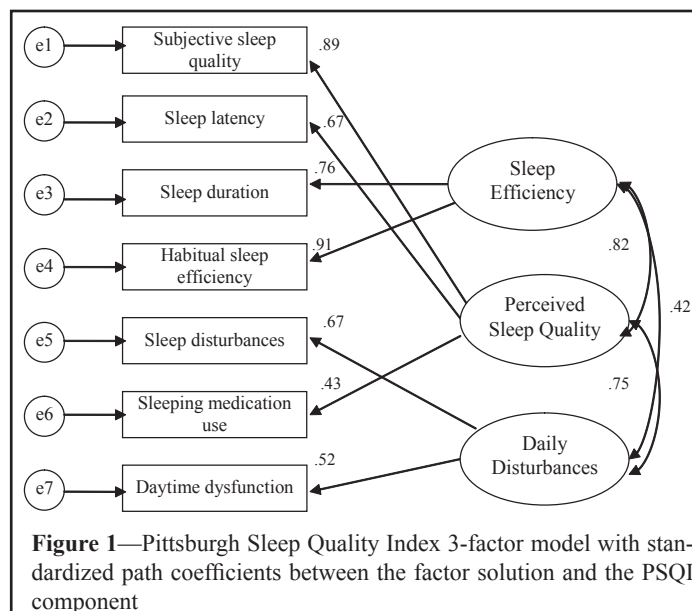 e1
Subjective sleep
quality
.89
e2
Sleep latency
.67
e3
Sleep duration
.76
Sleep
Efficiency
e4
Habitual sleep
efficiency
.91
.82
.42
Perceived
Sleep Quality
e5
Sleep disturbances
.67
e6
Sleeping medication
use
.43
.75
Daily
Disturbances
e7
Daytime dysfunction
.52
Figure 1—Pittsburgh Sleep Quality Index 3-factor model with stan-
dardized path coefficients between the factor solution and the PSQI
component